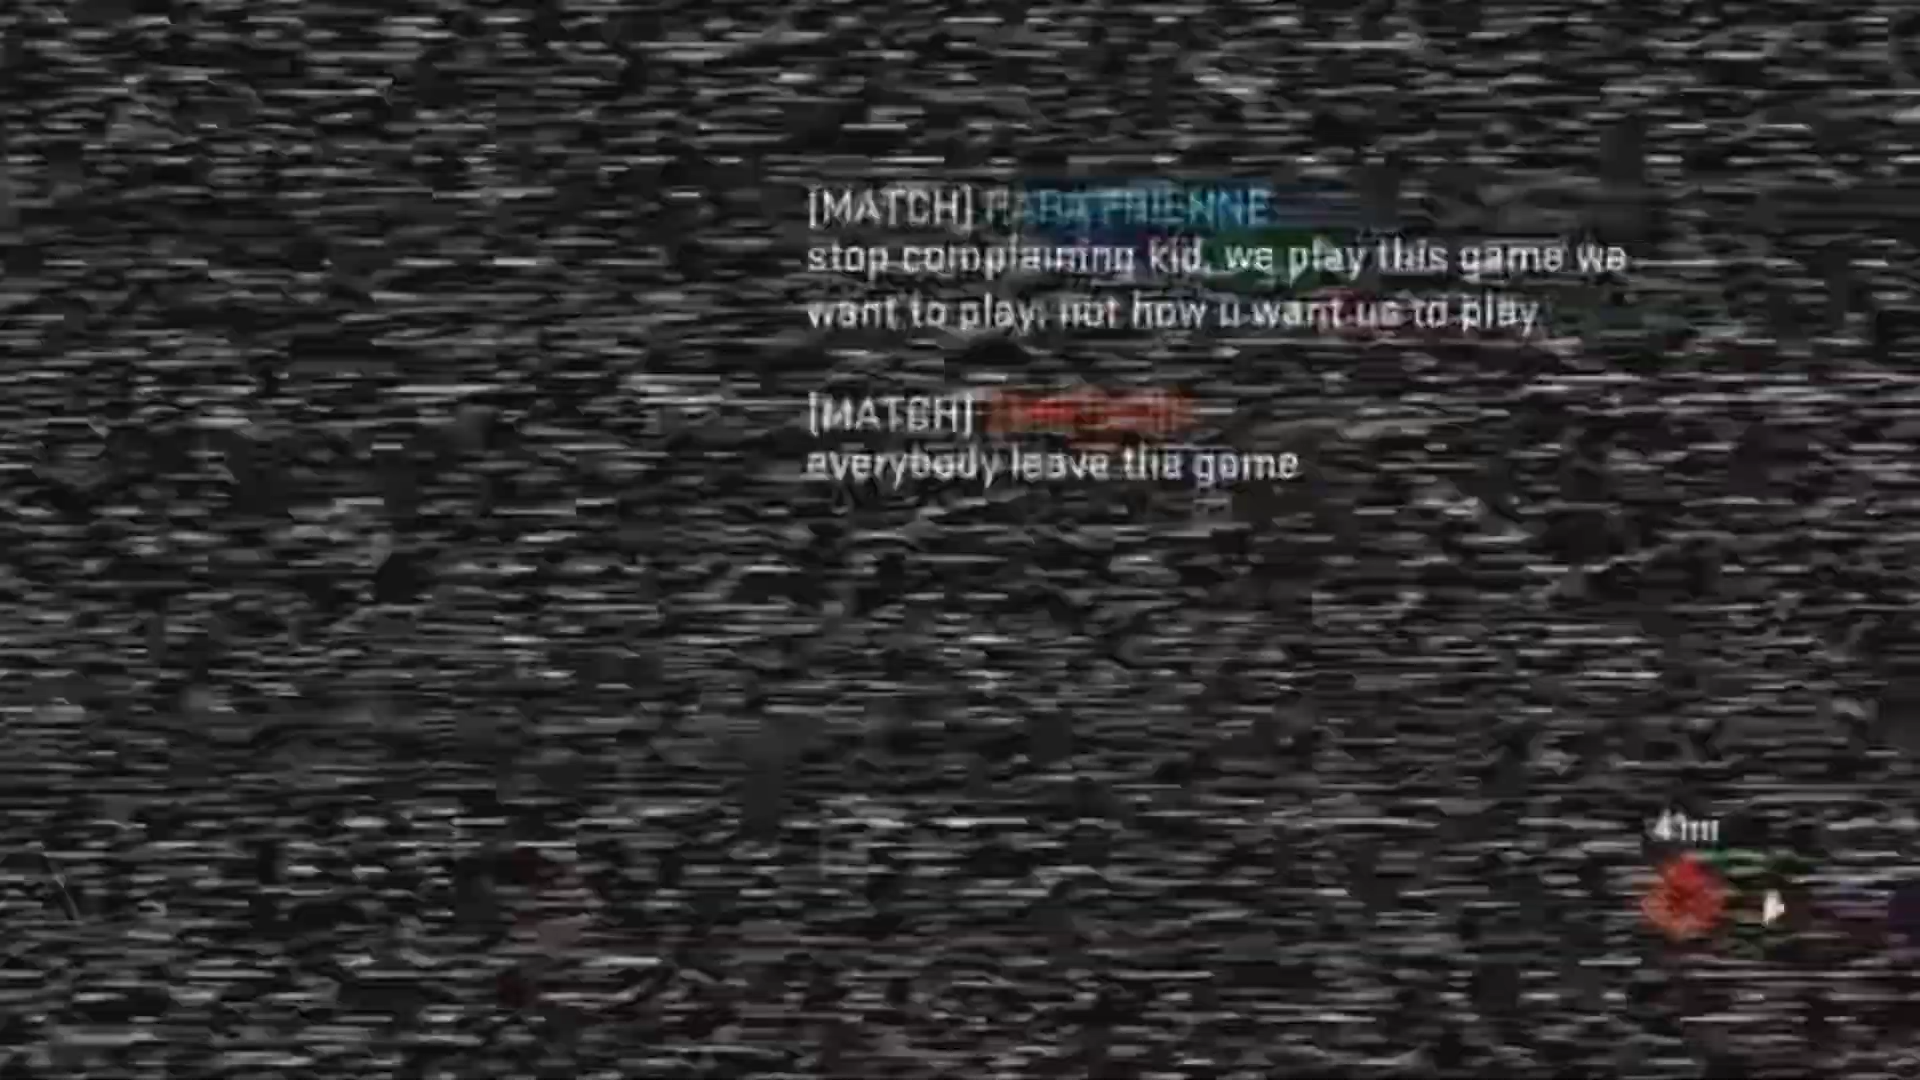 [MATCH]
stop complaining kid, we play this game we
want to play, not how u want us to play
[MATCH]
everybody leave the game